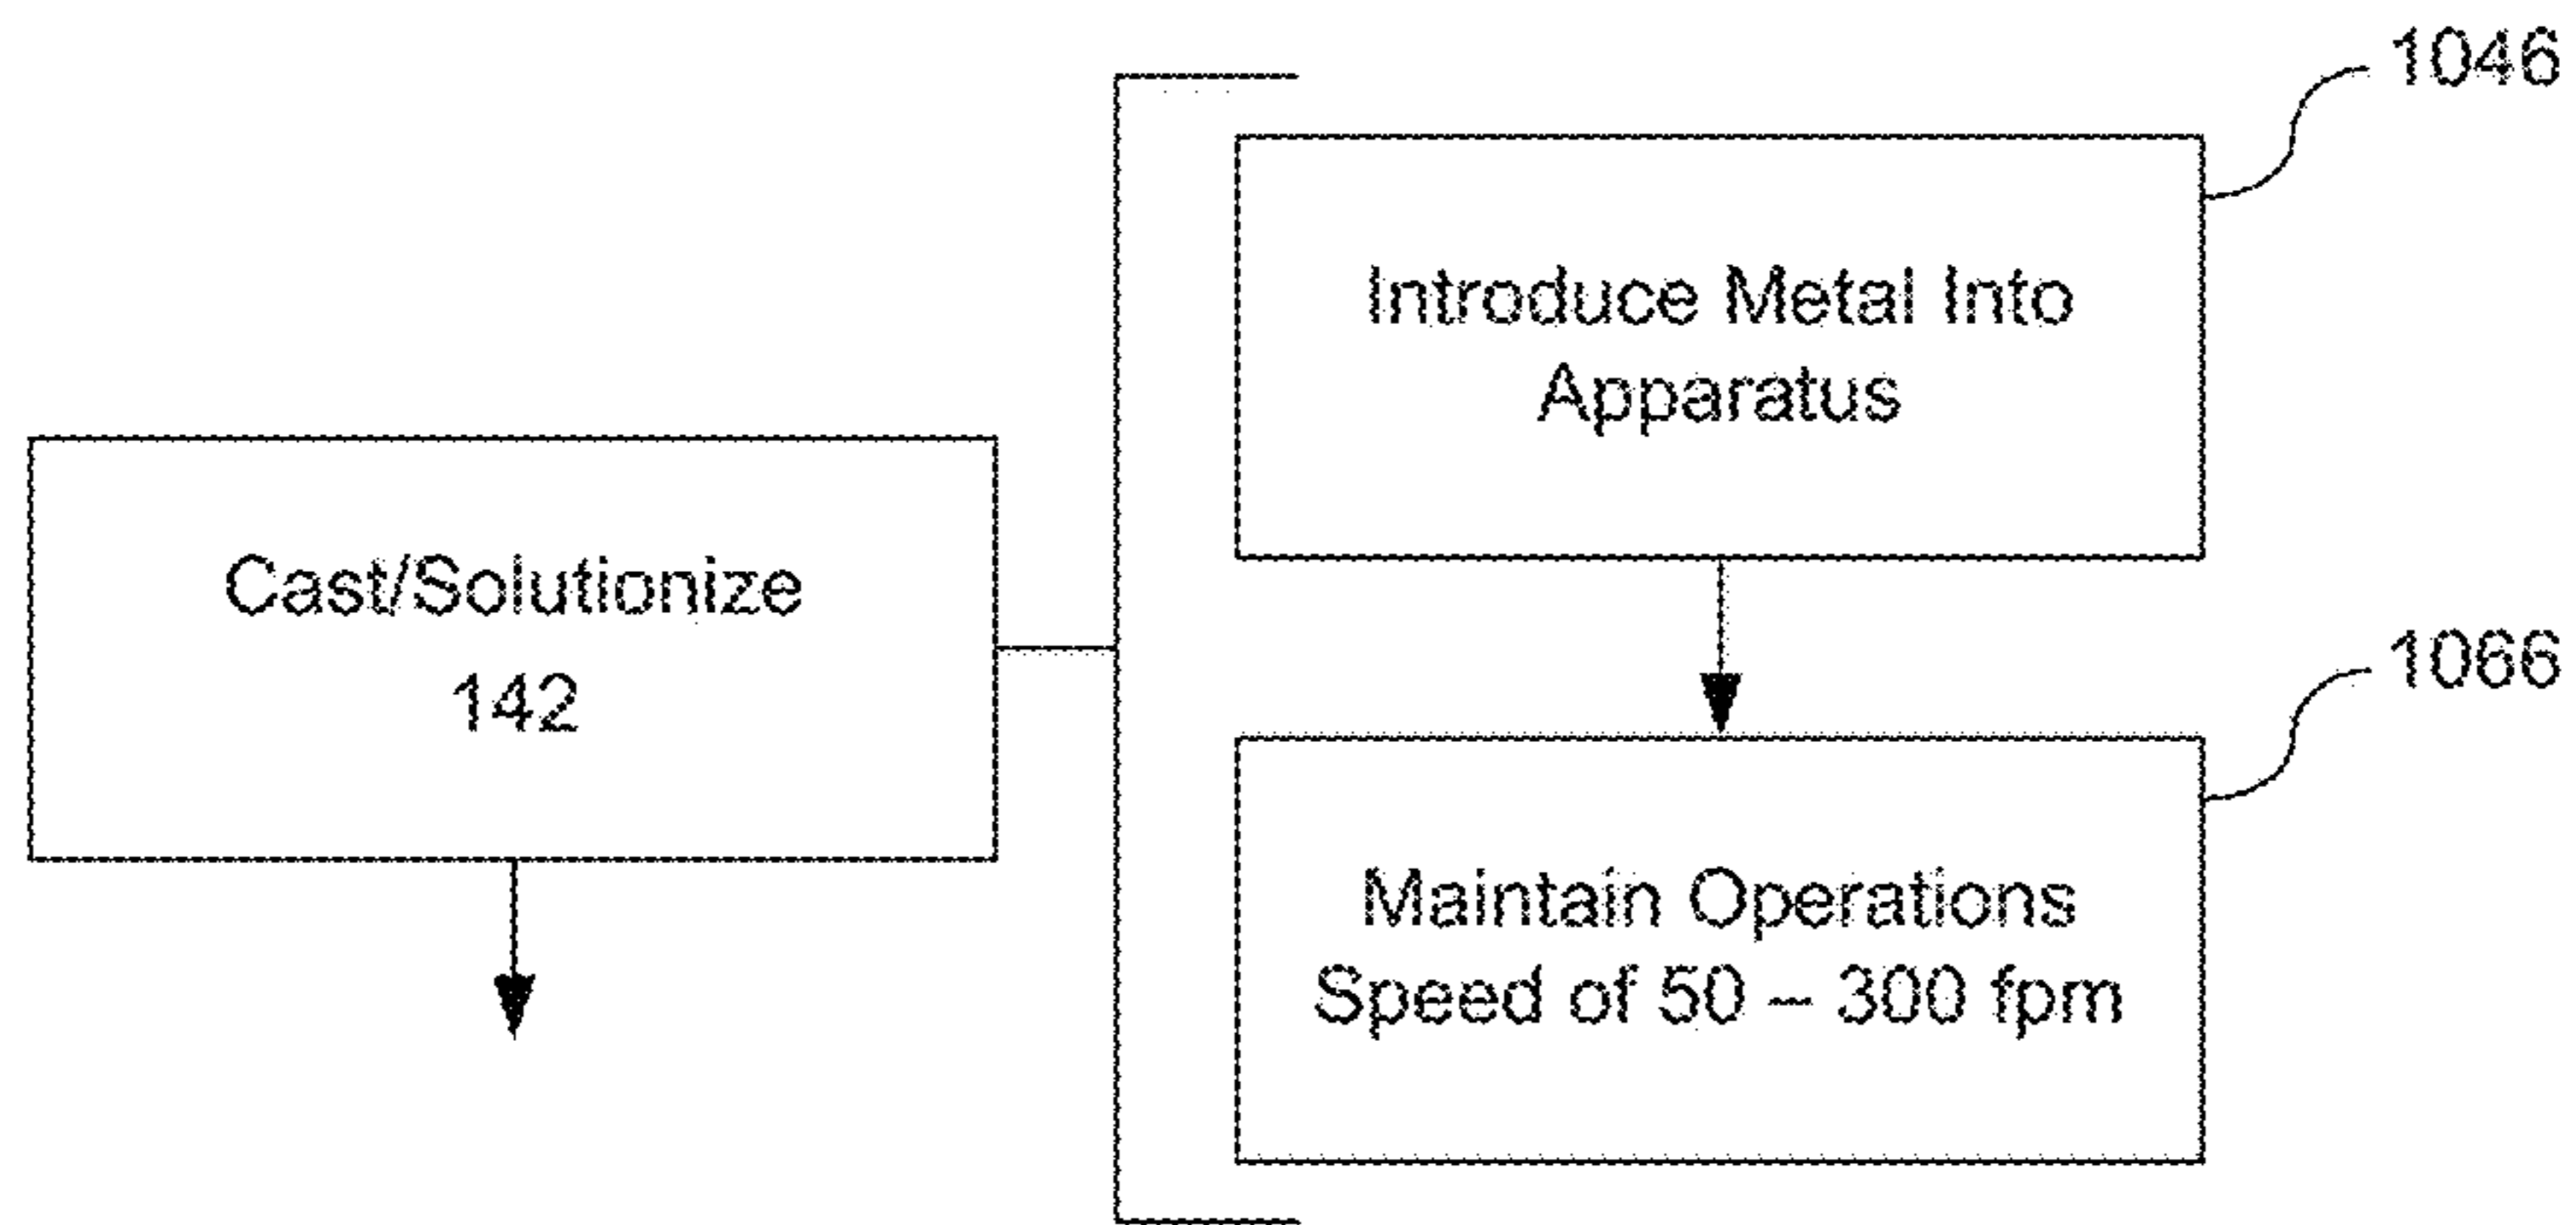 1046
Introduce Metal Into
Apparatus
Cast/Solutionize
142
1066
Maintain Operations
Speed of 50 – 300 fpm